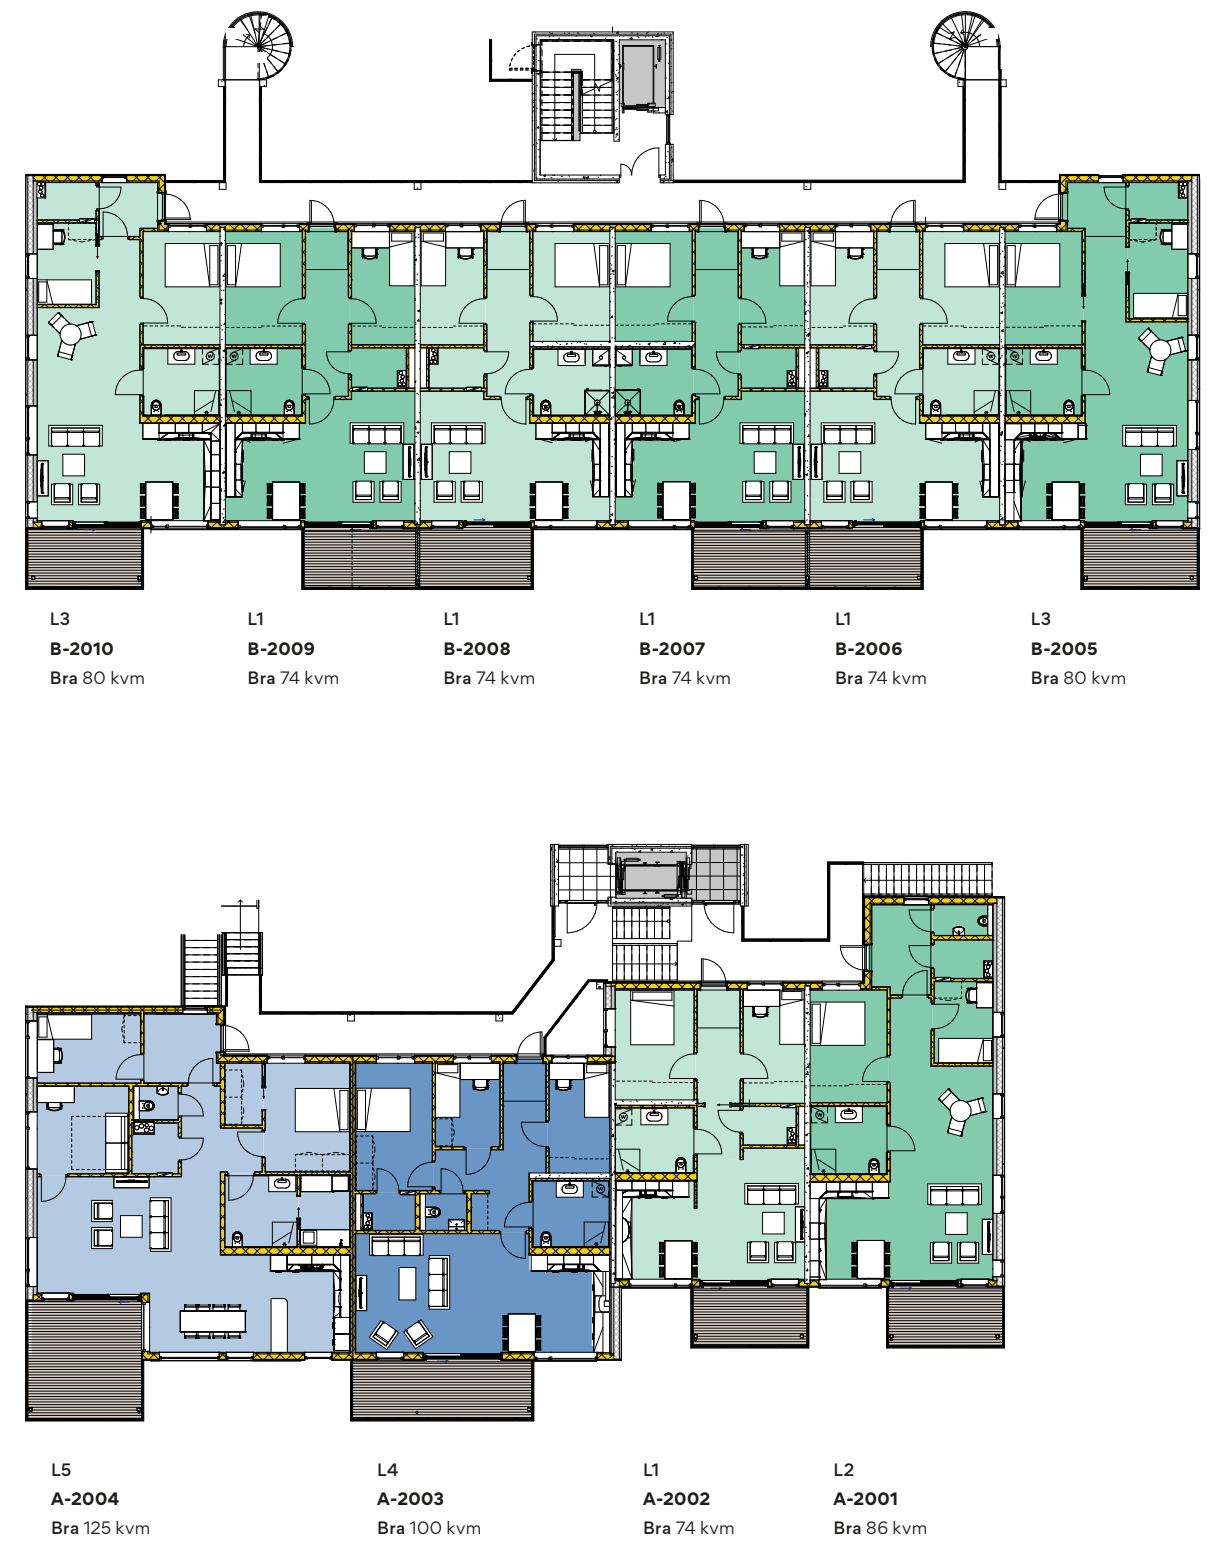 L3
B-2010
Bra 80 kvm
L1
B-2009
Bra 74 kvm
L1
B-2008
Bra 74 kvm
L1
B-2007
Bra 74 kvm
L1
B-2006
Bra 74 kvm
L3
B-2005
Bra 80 kvm
L5
A-2004
Bra 125 kvm
L4
A-2003
Bra 100 kvm
L1
A-2002
Bra 74 kvm
L2
A-2001
Bra 86 kvm